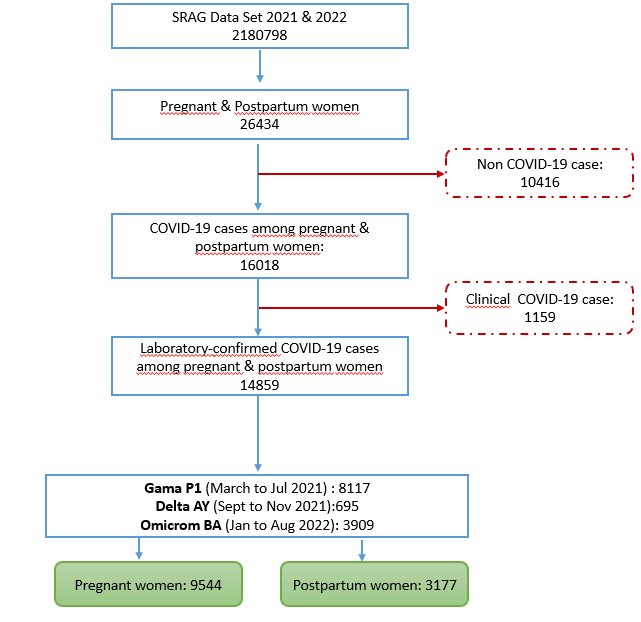 SRAG Data Set 2021 & 2022
2180798
Pregnant & Postpartum women
26434
Non COVID-19 case:
10416
COVID-19 cases among pregnant &
postpartum women:
16018
Clinical COVID-19 case:
1159
Laboratory-confirmed COVID-19 cases
among pregnant & postpartum women
14859
Gama P1 (March to Jul 2021) : 8117
Delta AY (Sept to Nov 2021):695
Omicrom BA (Jan to Aug 2022): 3909
Pregnant women: 9544
Postpartum women: 3177